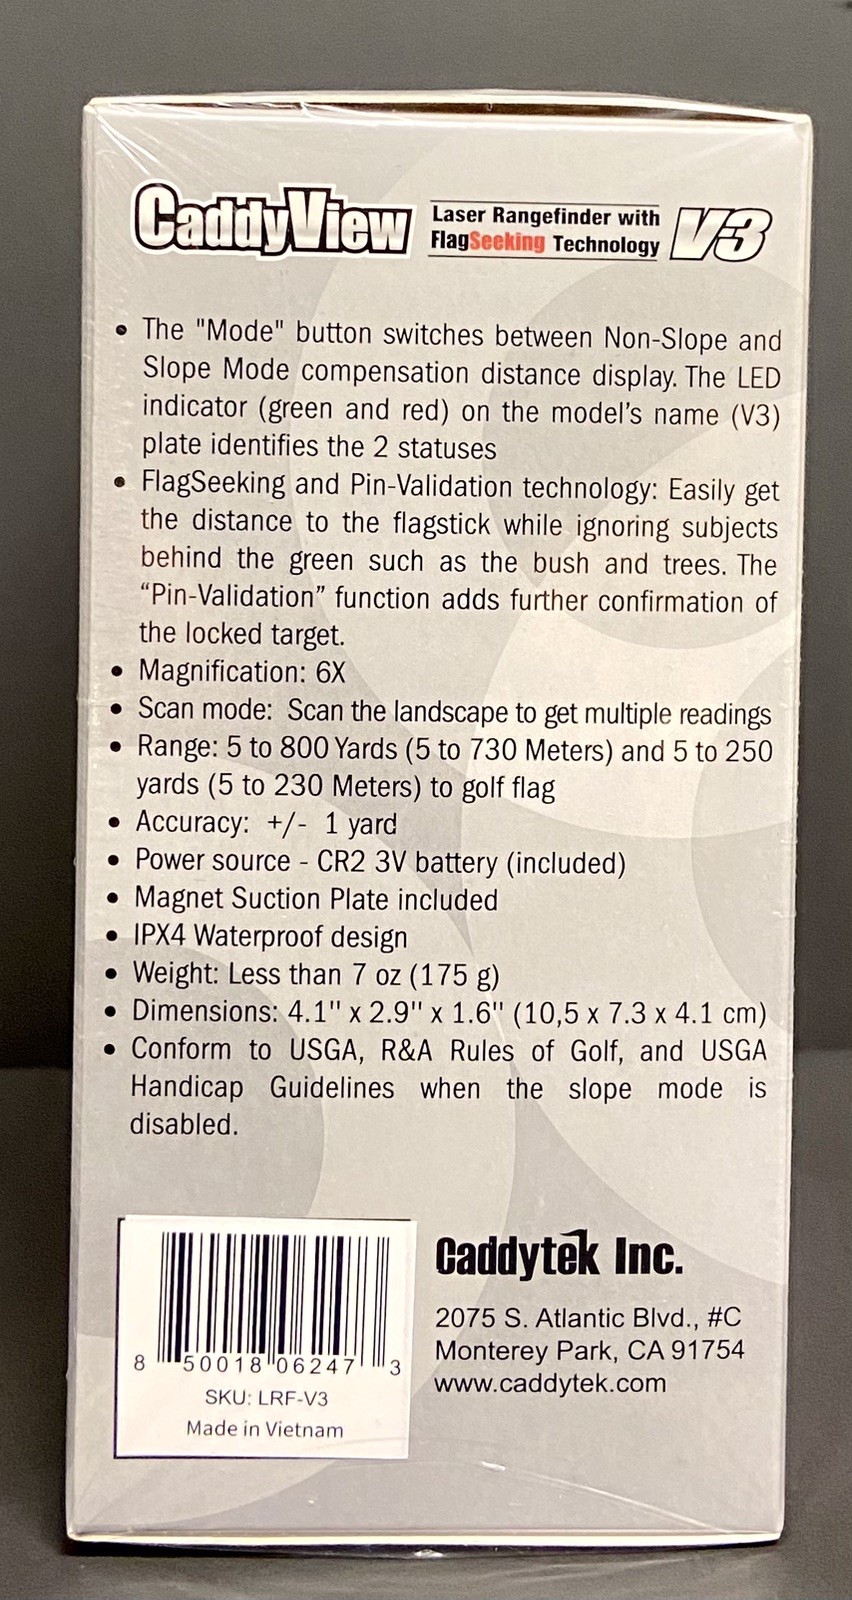 CaddyView
Laser Rangefinder with
FlagSeeking Technology
V3
• The "Mode" button switches between Non-Slope and
Slope Mode compensation distance display. The LED
indicator (green and red) on the model's name (V3)
plate identifies the 2 statuses
• FlagSeeking and Pin-Validation technology: Easily get
the distance to the flagstick while ignoring subjects
behind the green such as the bush and trees. The
“Pin-Validation” function adds further confirmation of
the locked target.
• Magnification: 6X
• Scan mode: Scan the landscape to get multiple readings
• Range: 5 to 800 Yards (5 to 730 Meters) and 5 to 250
yards (5 to 230 Meters) to golf flag
• Accuracy: +/- 1 yard
• Power source - CR2 3V battery (included)
• Magnet Suction Plate included
• IPX4 Waterproof design
• Weight: Less than 7 oz (175 g)
• Dimensions: 4.1" x 2.9" x 1.6" (10,5 x 7.3 x 4.1 cm)
• Conform to USGA, R&A Rules of Golf, and USGA
Handicap Guidelines when the slope mode is
disabled.
8 50018 06247 3
SKU: LRF-V3
Made in Vietnam
Caddytek Inc.
2075 S. Atlantic Blvd., #C
Monterey Park, CA 91754
www.caddytek.com